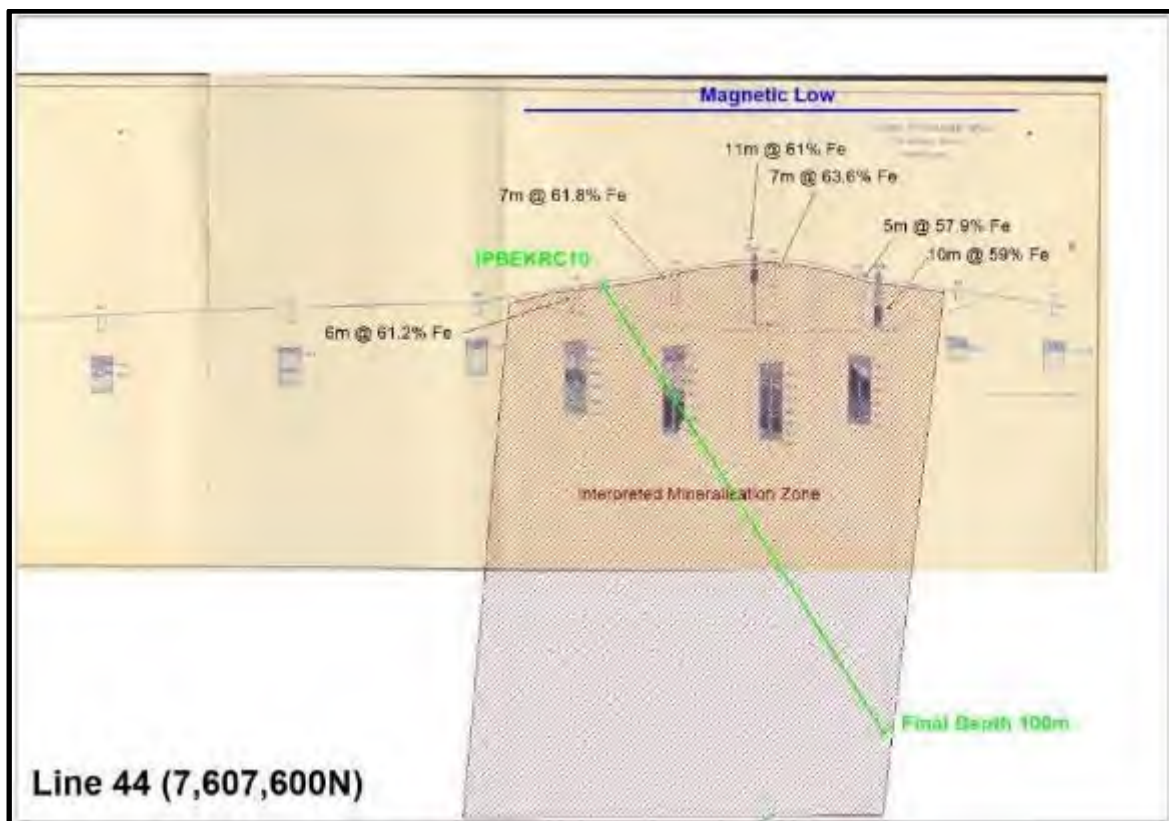 Magnetic Low
11m @ 61% Fe
7m @ 63.6% Fe
7m @ 61.8% Fe
5m @ 57.9% Fe
10m @ 59% Fe
IPBEKRC10
6m @ 61.2% Fe
Interpreted Mineralisation Zone
Final Depth 100m
Line 44 (7,607,600N)